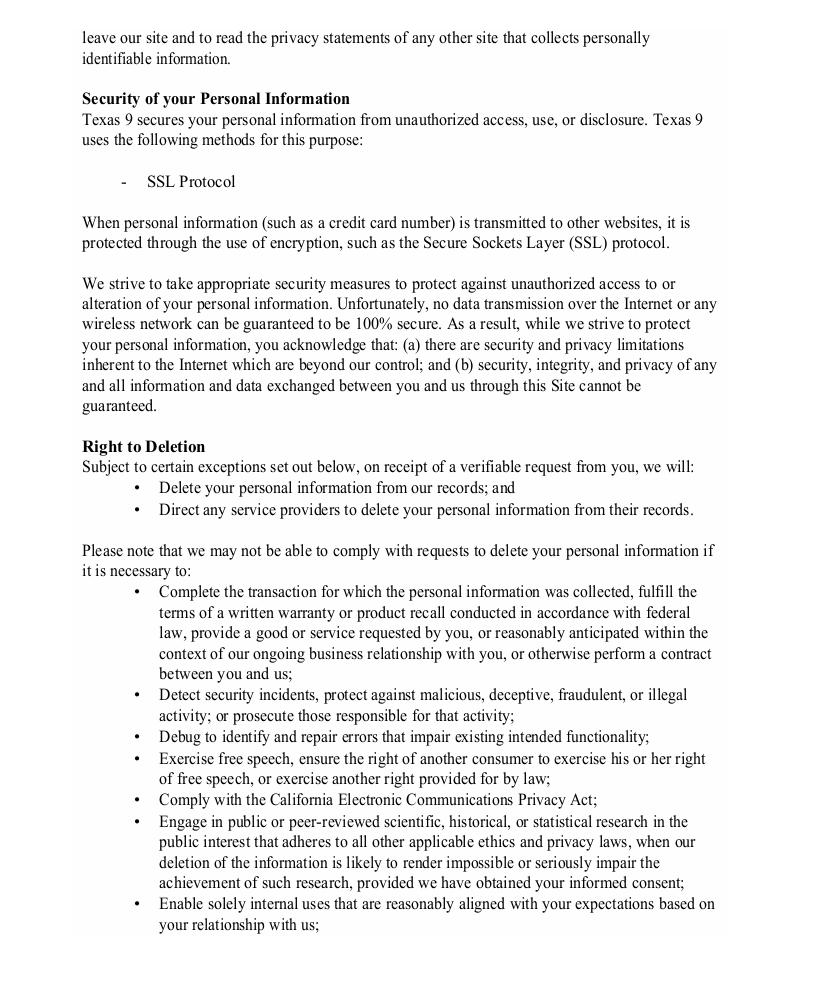 leave our site and to read the privacy statements of any other site that collects personally
identifiable information.
Security of your Personal Information
Texas 9 secures your personal information from unauthorized access, use, or disclosure. Texas 9
uses the following methods for this purpose:
- SSL Protocol
When personal information (such as a credit card number) is transmitted to other websites, it is
protected through the use of encryption, such as the Secure Sockets Layer (SSL) protocol.
We strive to take appropriate security measures to protect against unauthorized access to or
alteration of your personal information. Unfortunately, no data transmission over the Internet or any
wireless network can be guaranteed to be 100% secure. As a result, while we strive to protect
your personal information, you acknowledge that: (a) there are security and privacy limitations
inherent to the Internet which are beyond our control; and (b) security, integrity, and privacy of any
and all information and data exchanged between you and us through this Site cannot be
guaranteed.
Right to Deletion
Subject to certain exceptions set out below, on receipt of a verifiable request from you, we will:
• Delete your personal information from our records; and
• Direct any service providers to delete your personal information from their records.
Please note that we may not be able to comply with requests to delete your personal information if
it is necessary to:
• Complete the transaction for which the personal information was collected, fulfill the
terms of a written warranty or product recall conducted in accordance with federal
law, provide a good or service requested by you, or reasonably anticipated within the
context of our ongoing business relationship with you, or otherwise perform a contract
between you and us;
• Detect security incidents, protect against malicious, deceptive, fraudulent, or illegal
activity; or prosecute those responsible for that activity;
• Debug to identify and repair errors that impair existing intended functionality;
• Exercise free speech, ensure the right of another consumer to exercise his or her right
of free speech, or exercise another right provided for by law;
• Comply with the California Electronic Communications Privacy Act;
• Engage in public or peer-reviewed scientific, historical, or statistical research in the
public interest that adheres to all other applicable ethics and privacy laws, when our
deletion of the information is likely to render impossible or seriously impair the
achievement of such research, provided we have obtained your informed consent;
• Enable solely internal uses that are reasonably aligned with your expectations based on
your relationship with us;